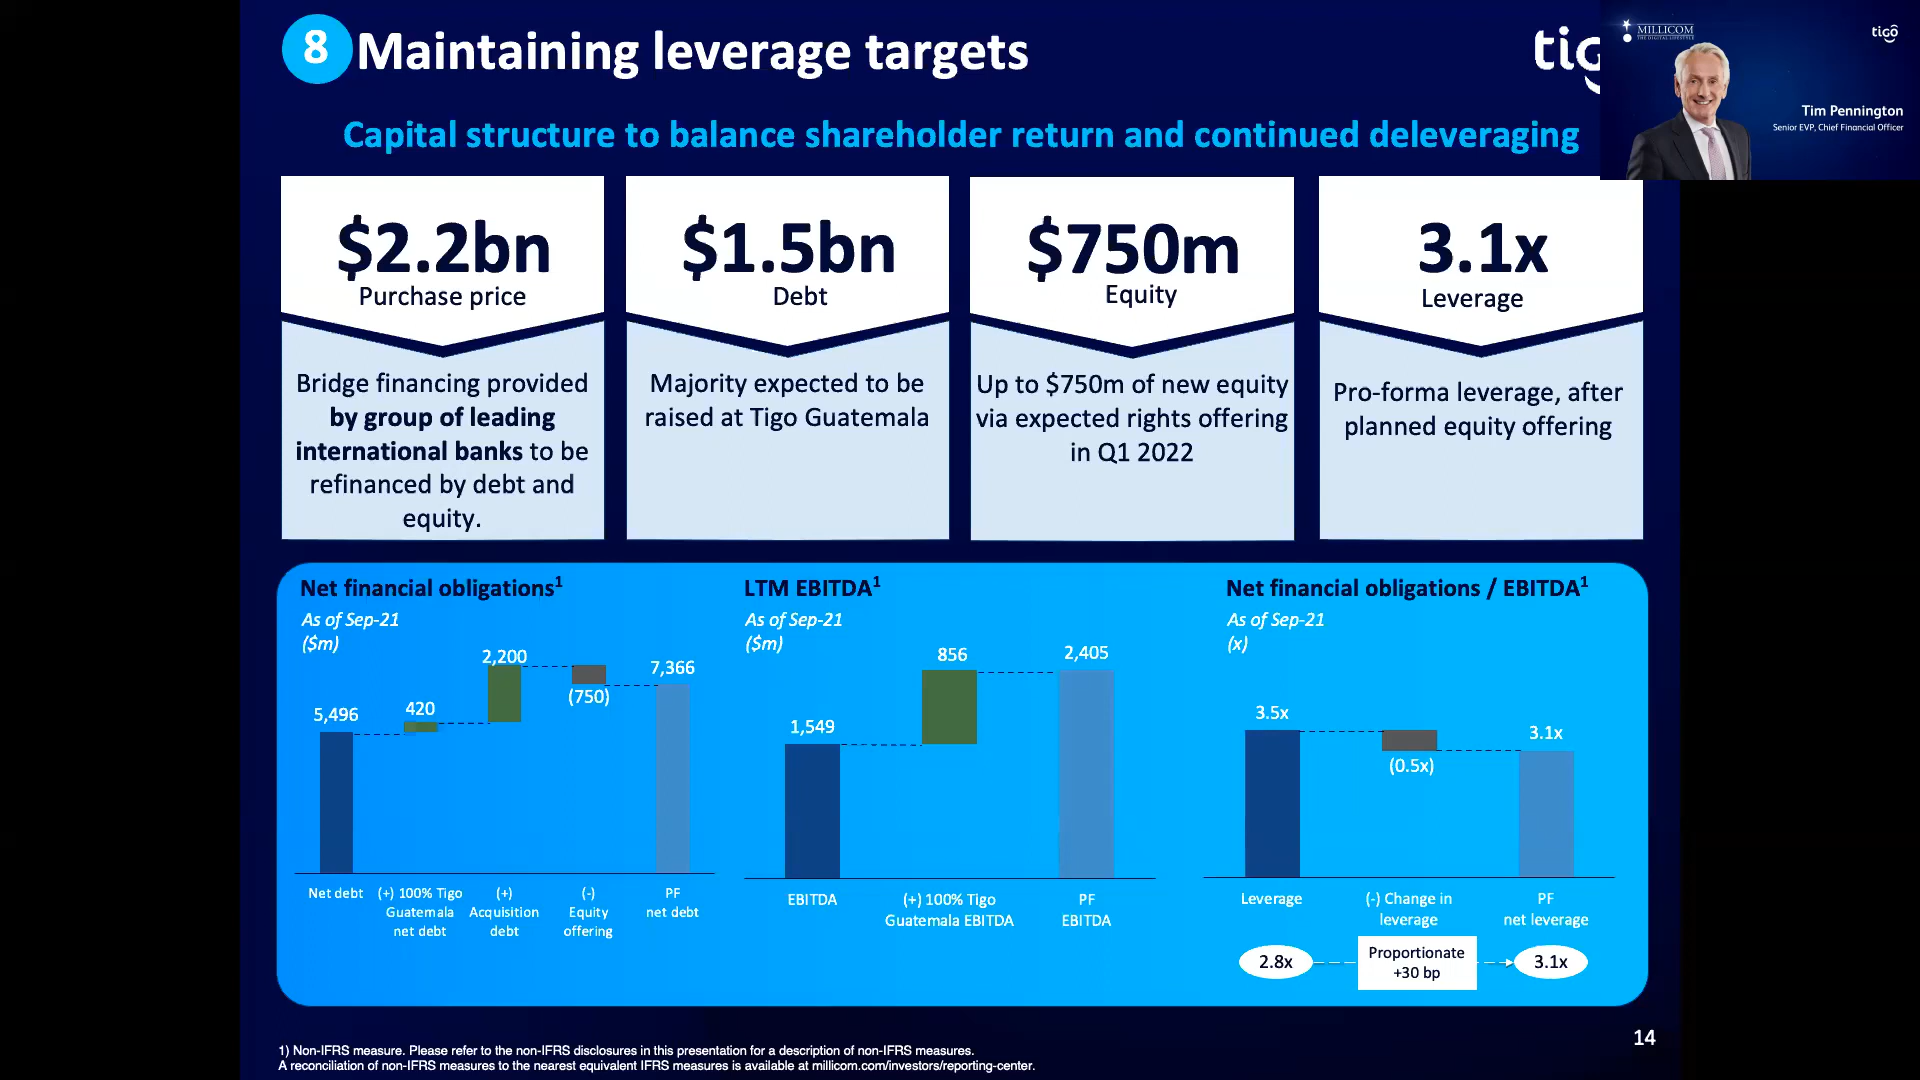 8 Maintaining leverage targets
Capital structure to balance shareholder return and continued deleveraging
MILLICOM
tigo
Tim Pennington
Senior EVP, Chief Financial Officer
$2.2bn
Purchase price
Bridge financing provided
by group of leading
international banks to be
refinanced by debt and
equity.
$1.5bn
Debt
Majority expected to be
raised at Tigo Guatemala
$750m
Equity
Up to $750m of new equity
via expected rights offering
in Q1 2022
3.1x
Leverage
Pro-forma leverage, after
planned equity offering
Net financial obligations¹
As of Sep-21
($m)
5,496
420
2,200
(750)
7,366
Net debt
(+) 100% Tigo
Guatemala
net debt
(+)
Acquisition
debt
(-)
Equity
offering
PF
net debt
LTM EBITDA¹
As of Sep-21
($m)
1,549
856
2,405
EBITDA
(+) 100% Tigo
Guatemala EBITDA
PF
EBITDA
Net financial obligations / EBITDA¹
As of Sep-21
(x)
3.5x
(0.5x)
3.1x
Leverage
(-) Change in
leverage
PF
net leverage
2.8x
Proportionate
+30 bp
3.1x
14
1) Non-IFRS measure. Please refer to the non-IFRS disclosures in this presentation for a description of non-IFRS measures.
A reconciliation of non-IFRS measures to the nearest equivalent IFRS measures is available at millicom.com/investors/reporting-center.